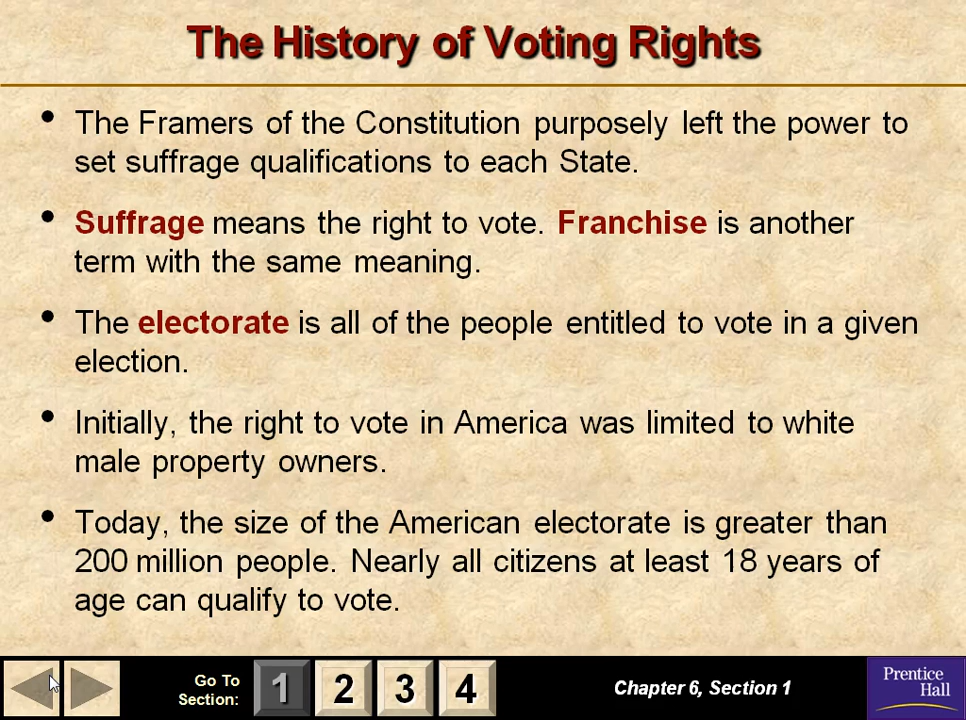 The History of Voting Rights
• The Framers of the Constitution purposely left the power to
set suffrage qualifications to each State.
• Suffrage means the right to vote. Franchise is another
term with the same meaning.
• The electorate is all of the people entitled to vote in a given
election.
• Initially, the right to vote in America was limited to white
male property owners.
• Today, the size of the American electorate is greater than
200 million people. Nearly all citizens at least 18 years of
age can qualify to vote.
Go To
Section:
1 2 3 4
Chapter 6, Section 1
Prentice
Hall